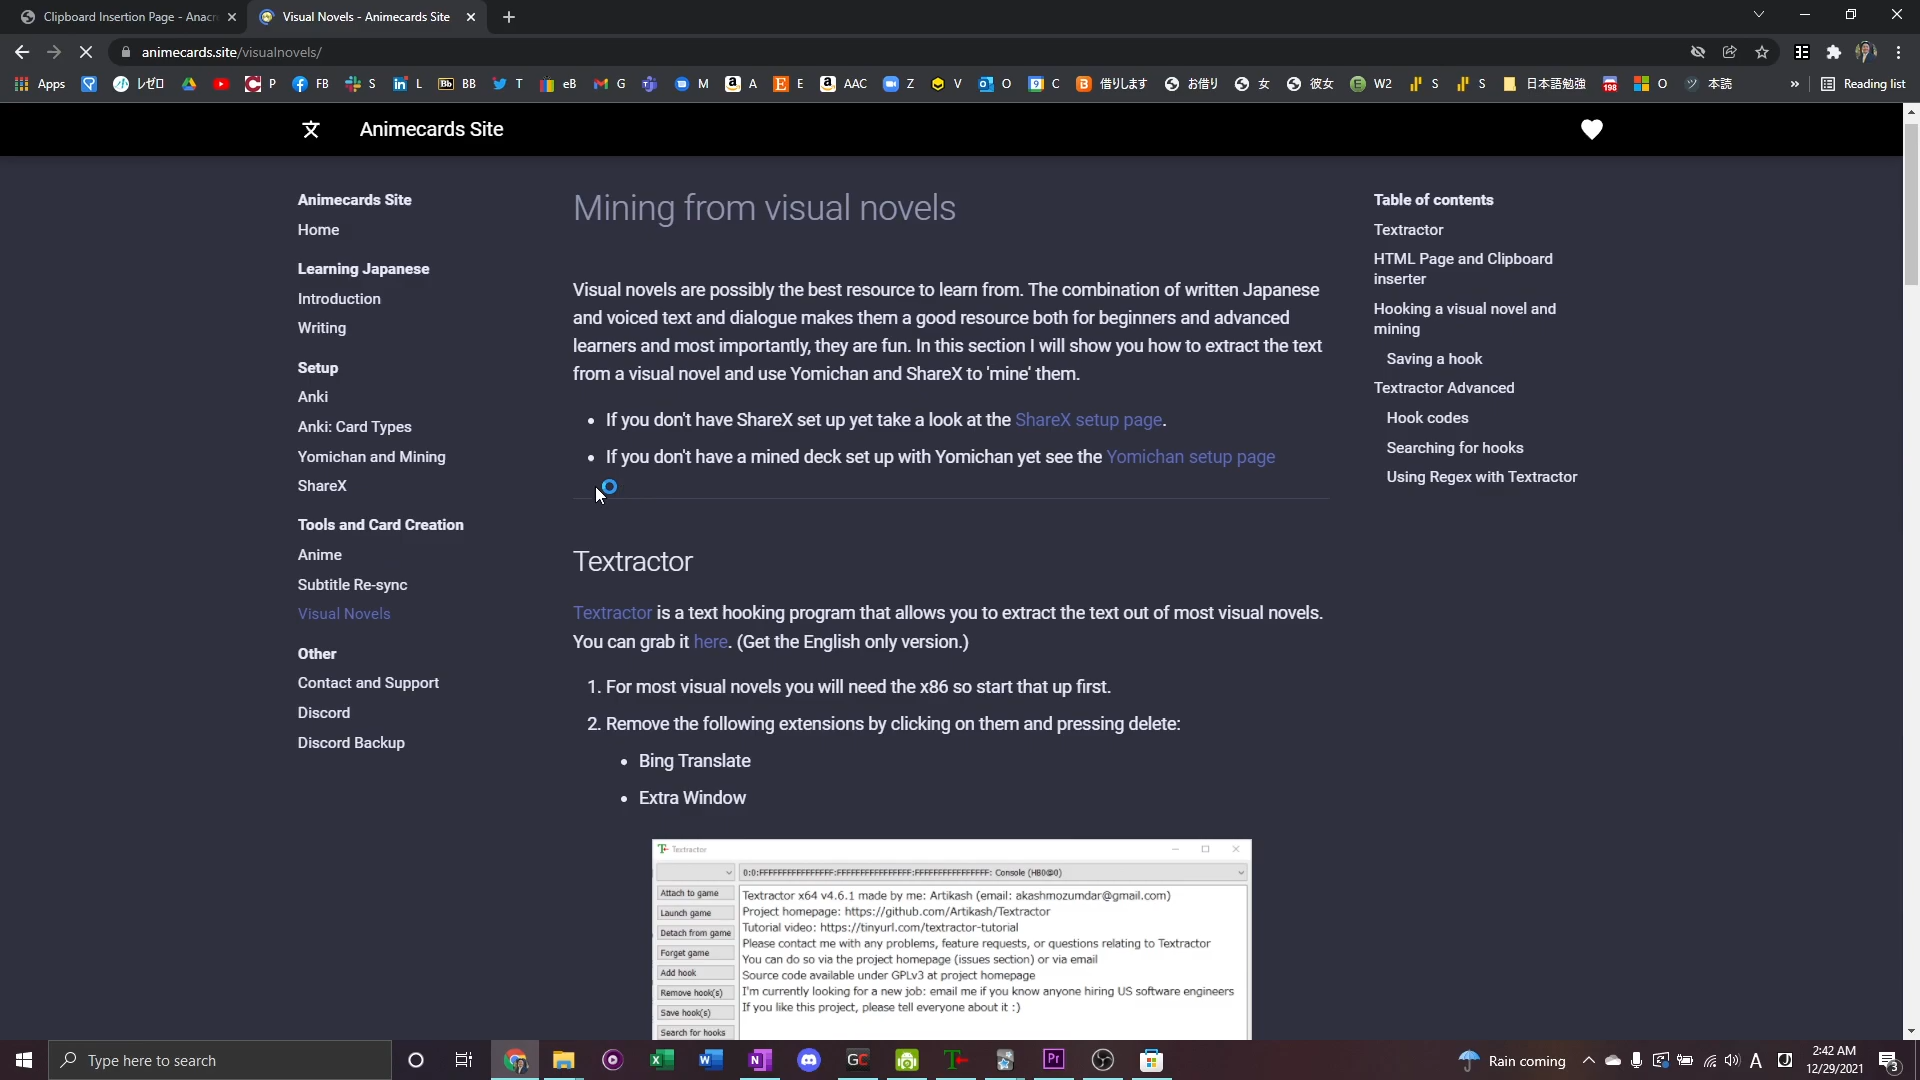 Clipboard Insertion Page - Anacr
Visual Novels - Animecards Site
animecards.site/visualnovels/
Apps
レゼロ
P
FB
S
L
BB
T
eB
G
M
A
E
AAC
Z
V
O
C
借りします
お借り
女
彼女
W2
S
S
日本語勉強
198
O
本読
»
Reading list
Animecards Site
Animecards Site
Home
Learning Japanese
Introduction
Writing
Setup
Anki
Anki: Card Types
Yomichan and Mining
ShareX
Tools and Card Creation
Anime
Subtitle Re-sync
Visual Novels
Other
Contact and Support
Discord
Discord Backup
Mining from visual novels
Visual novels are possibly the best resource to learn from. The combination of written Japanese
and voiced text and dialogue makes them a good resource both for beginners and advanced
learners and most importantly, they are fun. In this section I will show you how to extract the text
from a visual novel and use Yomichan and ShareX to 'mine' them.
• If you don't have ShareX set up yet take a look at the ShareX setup page.
• If you don't have a mined deck set up with Yomichan yet see the Yomichan setup page
Textractor
Textractor is a text hooking program that allows you to extract the text out of most visual novels.
You can grab it here. (Get the English only version.)
1. For most visual novels you will need the x86 so start that up first.
2. Remove the following extensions by clicking on them and pressing delete:
• Bing Translate
• Extra Window
Textractor
0:0:FFFFFFFFFFFFFFFF:FFFFFFFFFFFFFFFF:FFFFFFFFFFFFFFFF: Console (HB0@0)
Attach to game
Launch game
Detach from game
Forget game
Add hook
Remove hook(s)
Save hook(s)
Search for hooks
Textractor x64 v4.6.1 made by me: Artikash (email: akashmozumdar@gmail.com)
Project homepage: https://github.com/Artikash/Textractor
Tutorial video: https://tinyurl.com/textractor-tutorial
Please contact me with any problems, feature requests, or questions relating to Textractor
You can do so via the project homepage (issues section) or via email
Source code available under GPLv3 at project homepage
I'm currently looking for a new job: email me if you know anyone hiring US software engineers
If you like this project, please tell everyone about it :)
Table of contents
Textractor
HTML Page and Clipboard
inserter
Hooking a visual novel and
mining
Saving a hook
Textractor Advanced
Hook codes
Searching for hooks
Using Regex with Textractor
Type here to search
GC
Pr
Rain coming
A
J
2:42 AM
12/29/2021
3